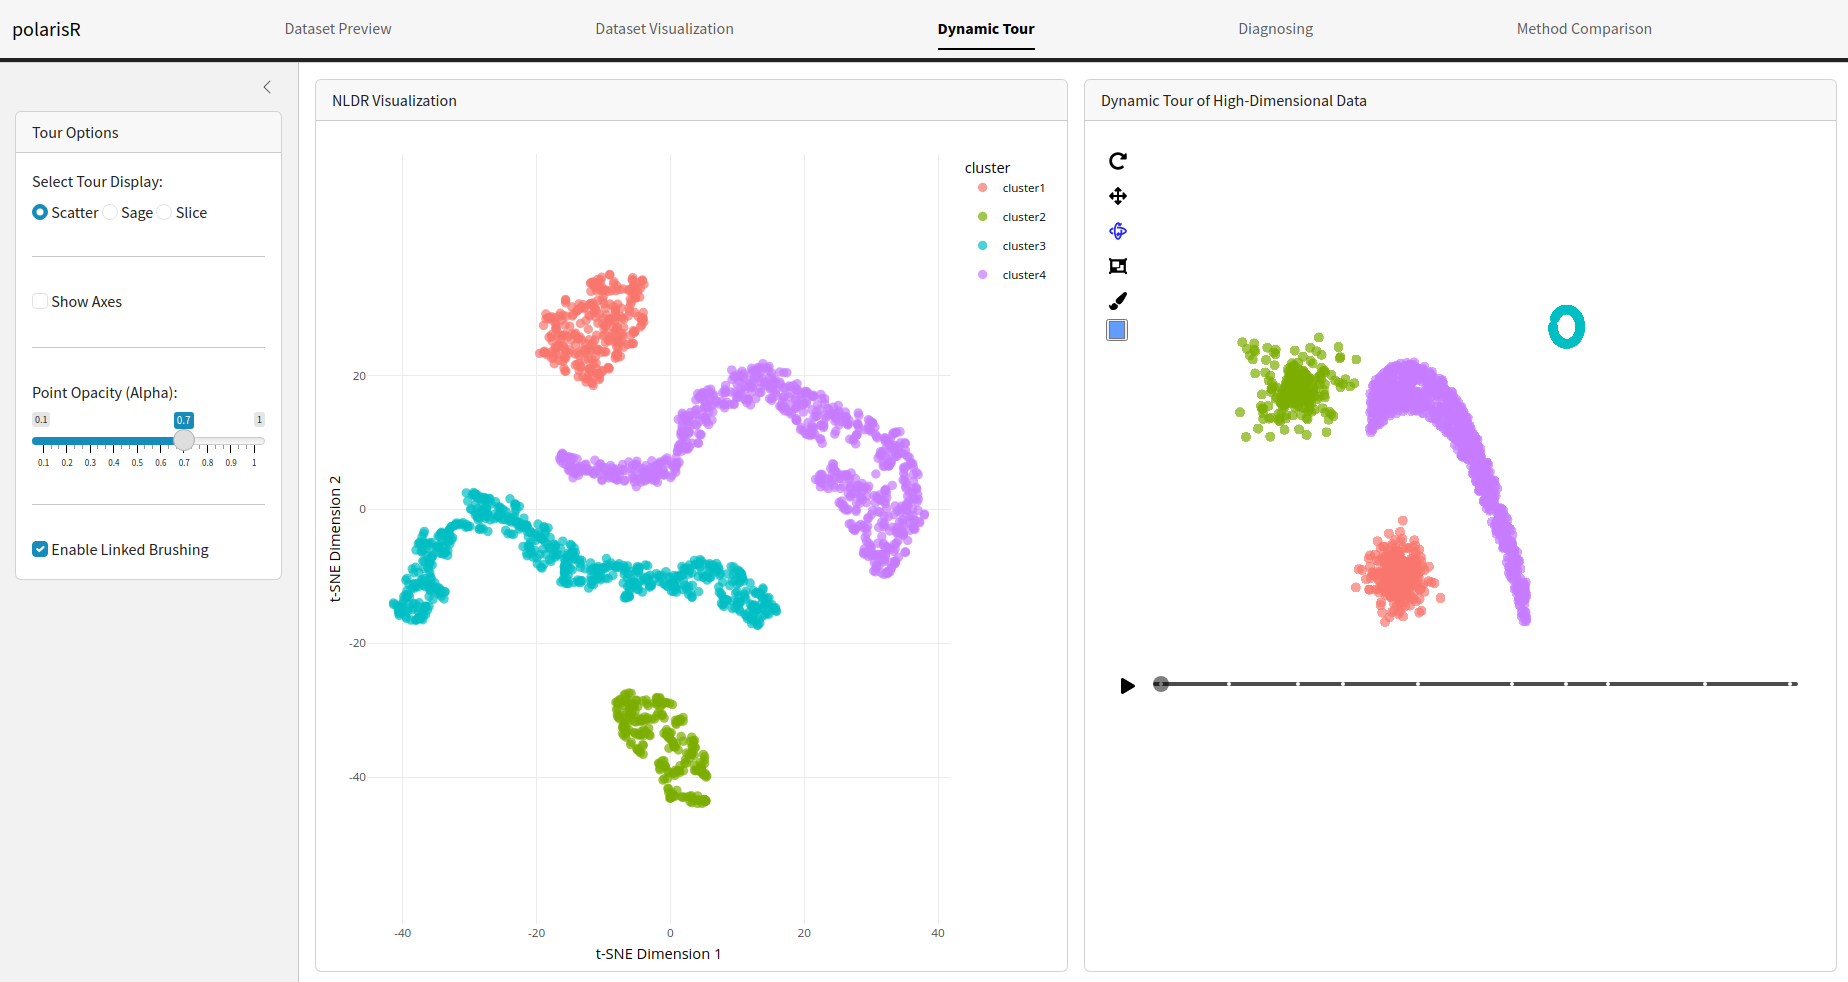 polarisR
Dataset Preview
Dataset Visualization
Dynamic Tour
Diagnosing
Method Comparison
Tour Options
Select Tour Display:
Scatter Sage Slice
Show Axes
Point Opacity (Alpha):
0.1 0.7 1
0.1 0.2 0.3 0.4 0.5 0.6 0.7 0.8 0.9 1
Enable Linked Brushing
NLDR Visualization
cluster
cluster1
cluster2
cluster3
cluster4
20
0
-20
-40
t-SNE Dimension 2
-40 -20 0 20 40
t-SNE Dimension 1
Dynamic Tour of High-Dimensional Data